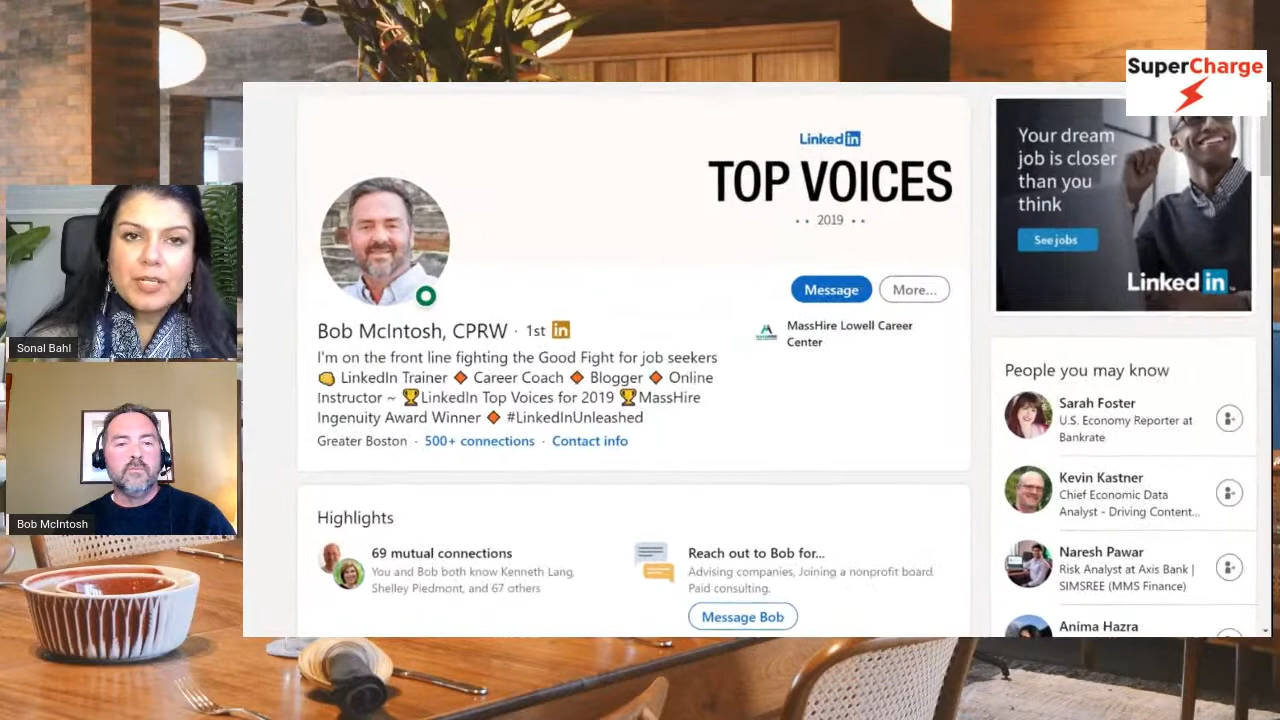 SuperCharge
Linked in
TOP VOICES
2019
Your dream
job is closer
than you
think
See jobs
Linked in
Message
More...
Bob McIntosh, CPRW · 1st in
MassHire Lowell Career
Center
I'm on the front line fighting the Good Fight for job seekers
👊 LinkedIn Trainer 🔸 Career Coach 🔸 Blogger 🔸 Online
Instructor ~ 🏆LinkedIn Top Voices for 2019 🏆MassHire
Ingenuity Award Winner 🔸 #LinkedInUnleashed
Greater Boston · 500+ connections · Contact info
Sonal Bahl
Bob McIntosh
People you may know
Sarah Foster
U.S. Economy Reporter at
Bankrate
Kevin Kastner
Chief Economic Data
Analyst - Driving Content...
Naresh Pawar
Risk Analyst at Axis Bank |
SIMSREE (MMS Finance)
Anima Hazra
Highlights
69 mutual connections
You and Bob both know Kenneth Lang,
Shelley Piedmont, and 67 others
Reach out to Bob for...
Advising companies, Joining a nonprofit board,
Paid consulting.
Message Bob